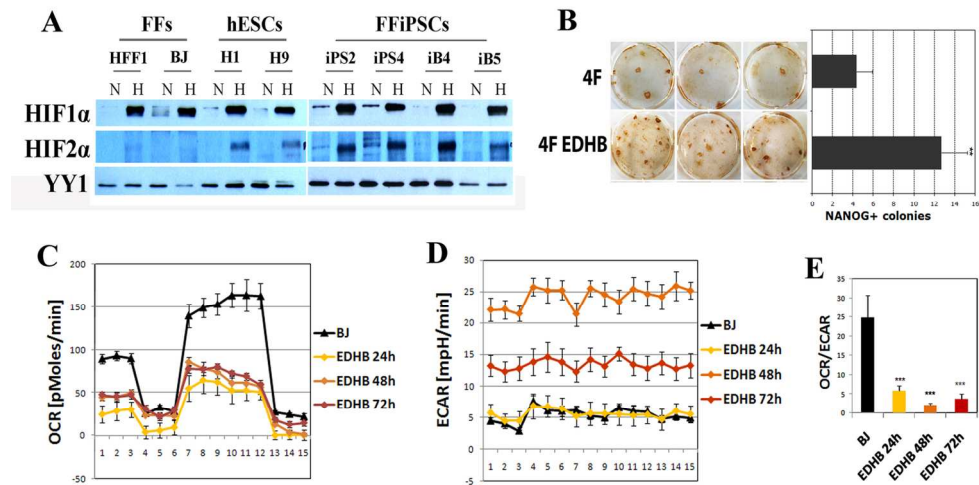 A
FFs hESCs FFiPSCs
HFF1 BJ H1 H9 iPS2 iPS4 iB4 iB5
N H N H N H N H N H N H N H N H
HIF1α
HIF2α
YY1
B
4F
4F EDHB
**
0 2 4 6 8 10 12 14 16
NANOG+ colonies
C
OCR [pMoles/min]
200
150
100
50
0
-50
1 2 3 4 5 6 7 8 9 10 11 12 13 14 15
BJ
EDHB 24h
EDHB 48h
EDHB 72h
D
ECAR [mpH/min]
30
25
20
15
10
5
0
1 2 3 4 5 6 7 8 9 10 11 12 13 14 15
BJ
EDHB 24h
EDHB 48h
EDHB 72h
E
OCR/ECAR
35
30
25
20
15
10
5
0
*** *** ***
BJ
EDHB 24h
EDHB 48h
EDHB 72h